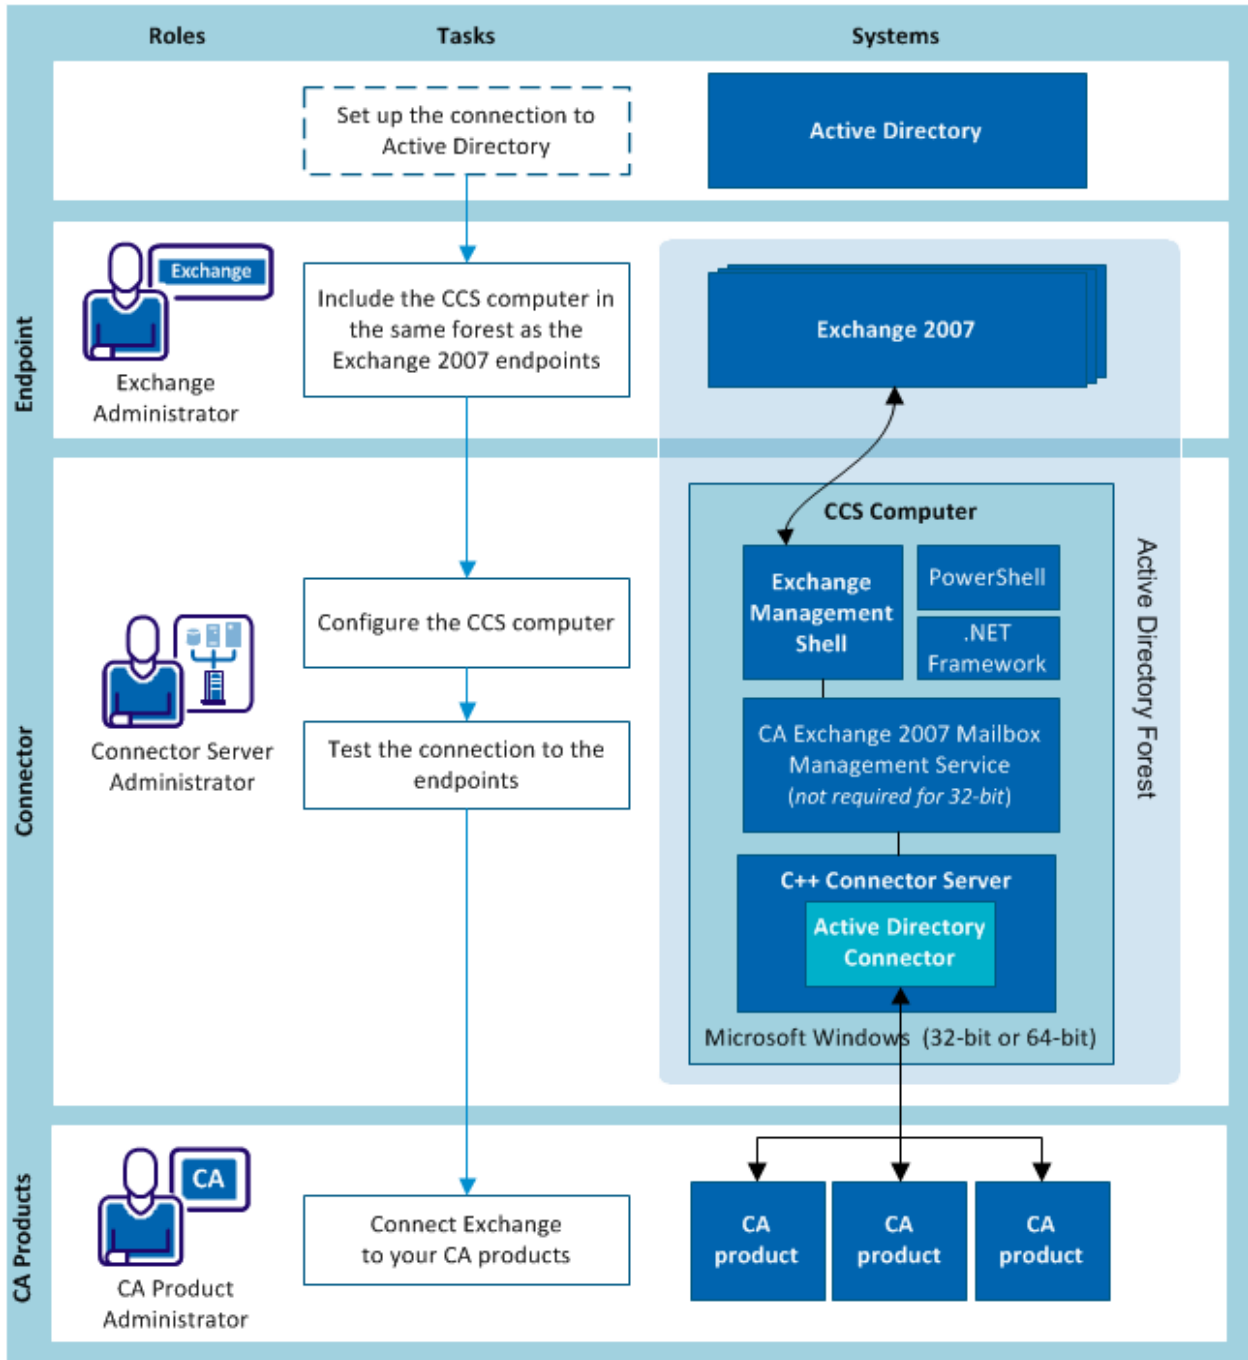 Roles
Tasks
Systems
Set up the connection to
Active Directory
Active Directory
Endpoint
Exchange
Exchange
Administrator
Include the CCS computer in
the same forest as the
Exchange 2007 endpoints
Exchange 2007
Active Directory Forest
Connector
Connector Server
Administrator
Configure the CCS computer
Test the connection to the
endpoints
CCS Computer
Exchange
Management
Shell
PowerShell
.NET
Framework
CA Exchange 2007 Mailbox
Management Service
(not required for 32-bit)
C++ Connector Server
Active Directory
Connector
Microsoft Windows (32-bit or 64-bit)
CA Products
CA
CA Product
Administrator
Connect Exchange
to your CA products
CA
product
CA
product
CA
product